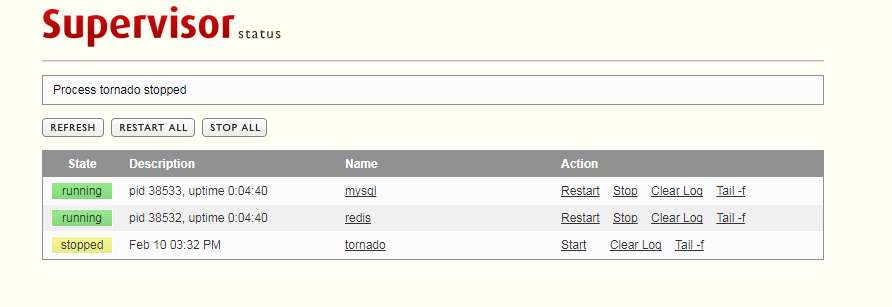 Supervisor status
Process tornado stopped
REFRESH RESTART ALL STOP ALL
State Description Name Action
running pid 38533, uptime 0:04:40 mysql Restart Stop Clear Log Tail -f
running pid 38532, uptime 0:04:40 redis Restart Stop Clear Log Tail -f
stopped Feb 10 03:32 PM tornado Start Clear Log Tail -f